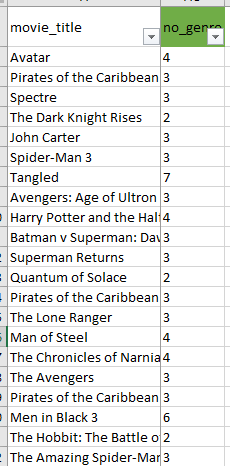 movie_title no_genre
Avatar 4
Pirates of the Caribbean 3
Spectre 3
The Dark Knight Rises 2
John Carter 3
Spider-Man 3 3
Tangled 7
Avengers: Age of Ultron 3
Harry Potter and the Hal 4
Batman v Superman: Da 3
Superman Returns 3
Quantum of Solace 2
Pirates of the Caribbean 3
The Lone Ranger 3
Man of Steel 4
The Chronicles of Narnia 4
The Avengers 3
Pirates of the Caribbean 3
Men in Black 3 6
The Hobbit: The Battle o 2
The Amazing Spider-Mar 3